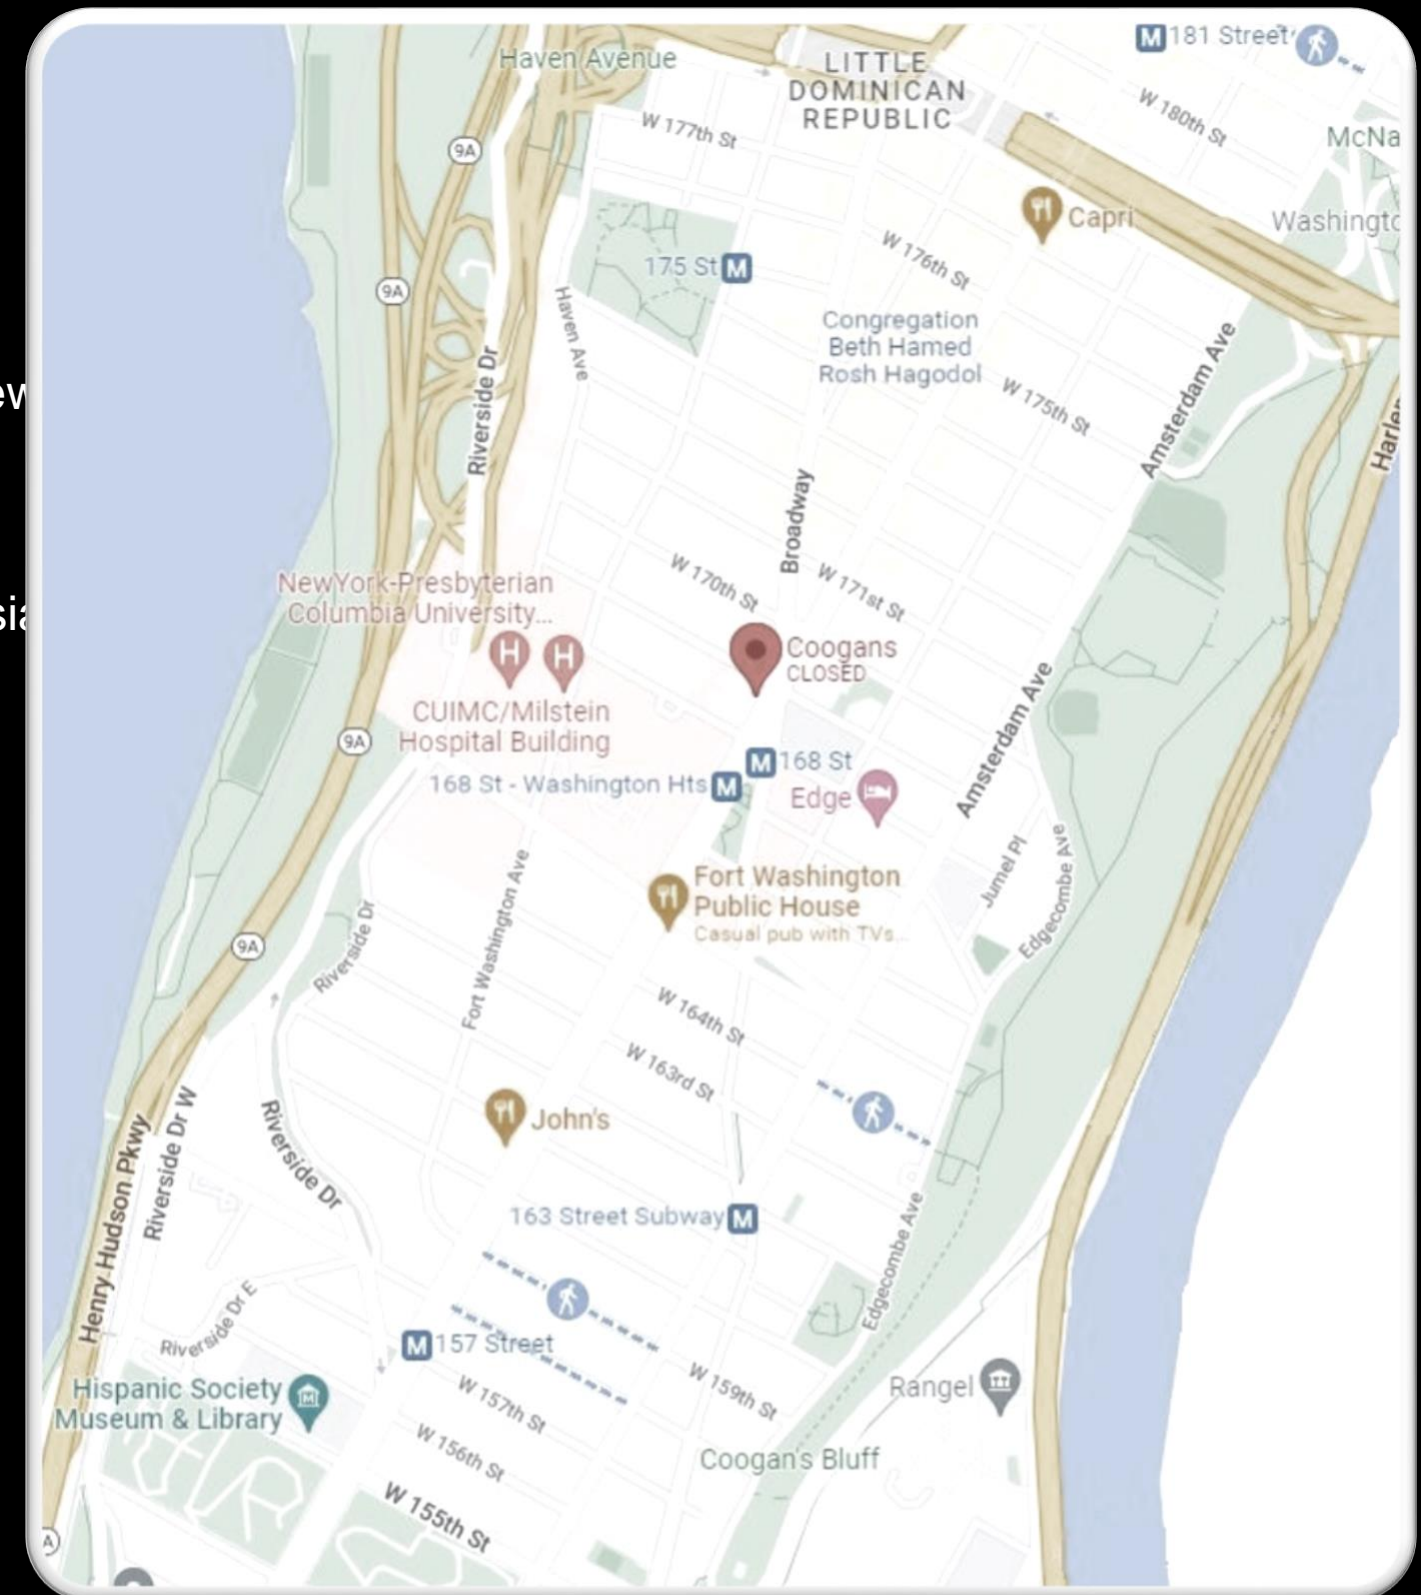 M 181 Street
Haven Avenue
LITTLE
DOMINICAN
REPUBLIC
W 180th St
W 177th St
McNa
9A
Capri
Washingto
W 176th St
175 St M
9A
Haven Ave
Congregation
Beth Hamed
Rosh Hagodol
Riverside Dr
W 175th St
Amsterdam Ave
Harle
ew
Broadway
W 170th St
W 171st St
NewYork-Presbyterian
Columbia University...
sia
H
H
Coogans
CLOSED
CUIMC/Milstein
Hospital Building
9A
M 168 St
168 St - Washington Hts M
Edge
Amsterdam Ave
Jumel Pl
Edgecombe Ave
Fort Washington
Public House
Casual pub with TVs...
Fort Washington Ave
Riverside Dr
9A
W 164th St
W 163rd St
John's
Riverside Dr
Henry Hudson Pkwy
Riverside Dr W
163 Street Subway M
Edgecombe Ave
Riverside Dr E
M 157 Street
Hispanic Society
Museum & Library
W 159th St
Rangel
W 157th St
W 156th St
Coogan's Bluff
W 155th St
A